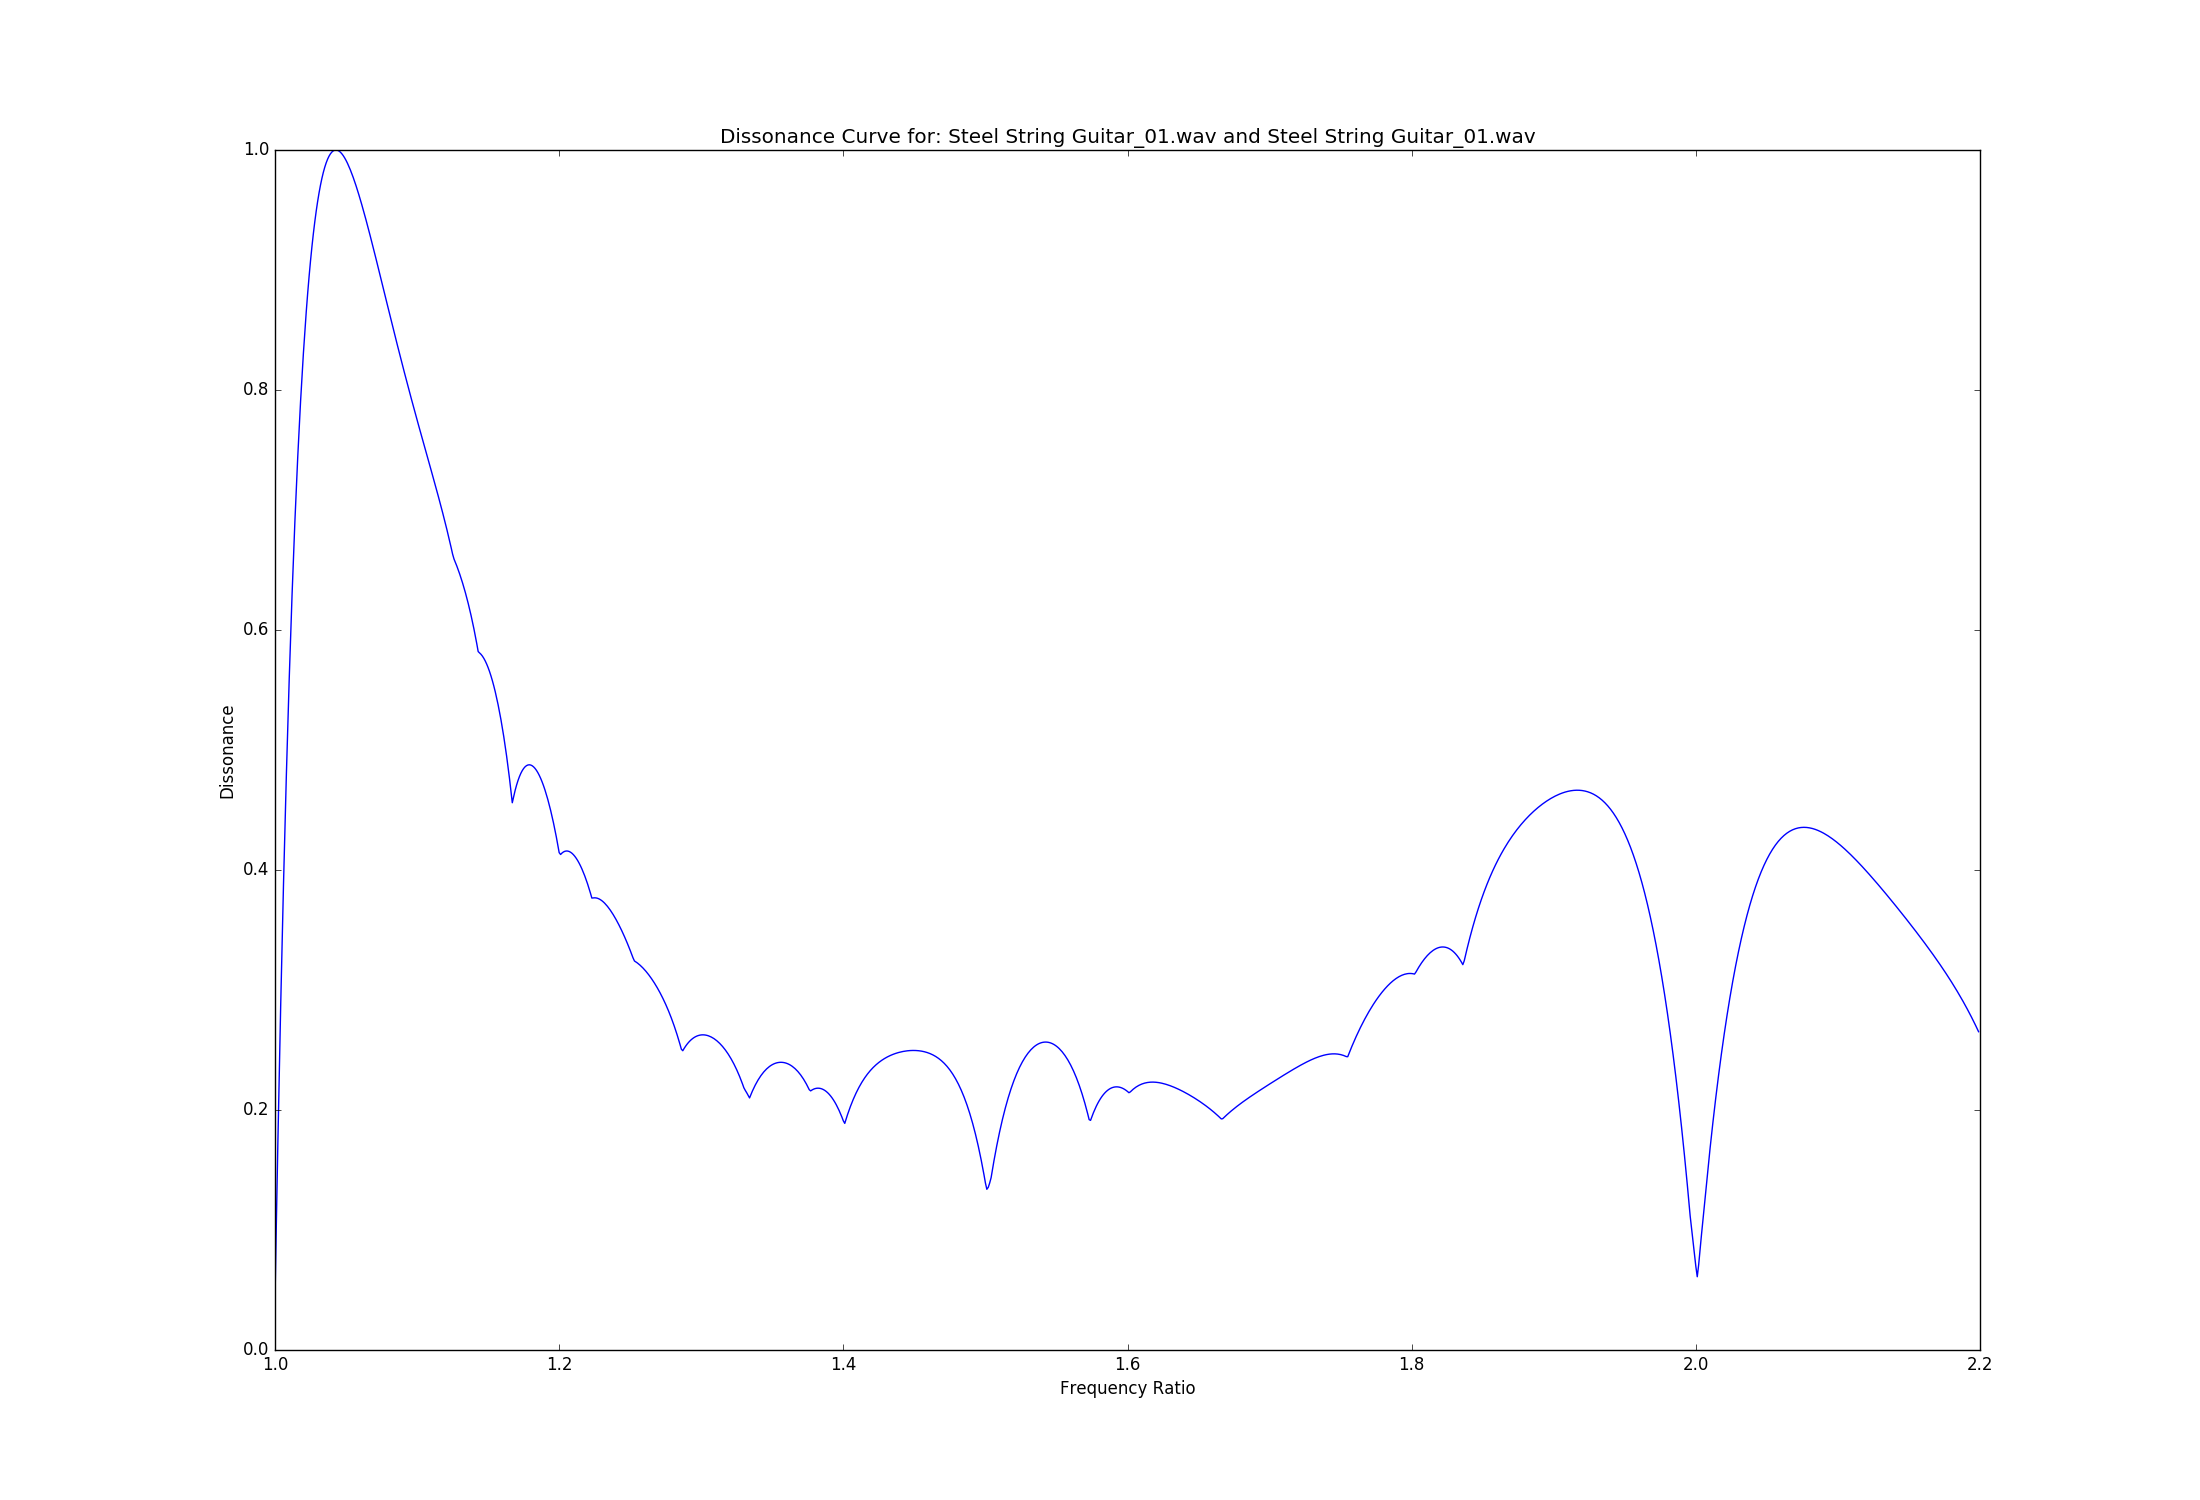 Dissonance Curve for: Steel String Guitar_01.wav and Steel String Guitar_01.wav
1.0
0.8
0.6
0.4
0.2
0.0
Dissonance
1.0 1.2 1.4 1.6 1.8 2.0 2.2
Frequency Ratio